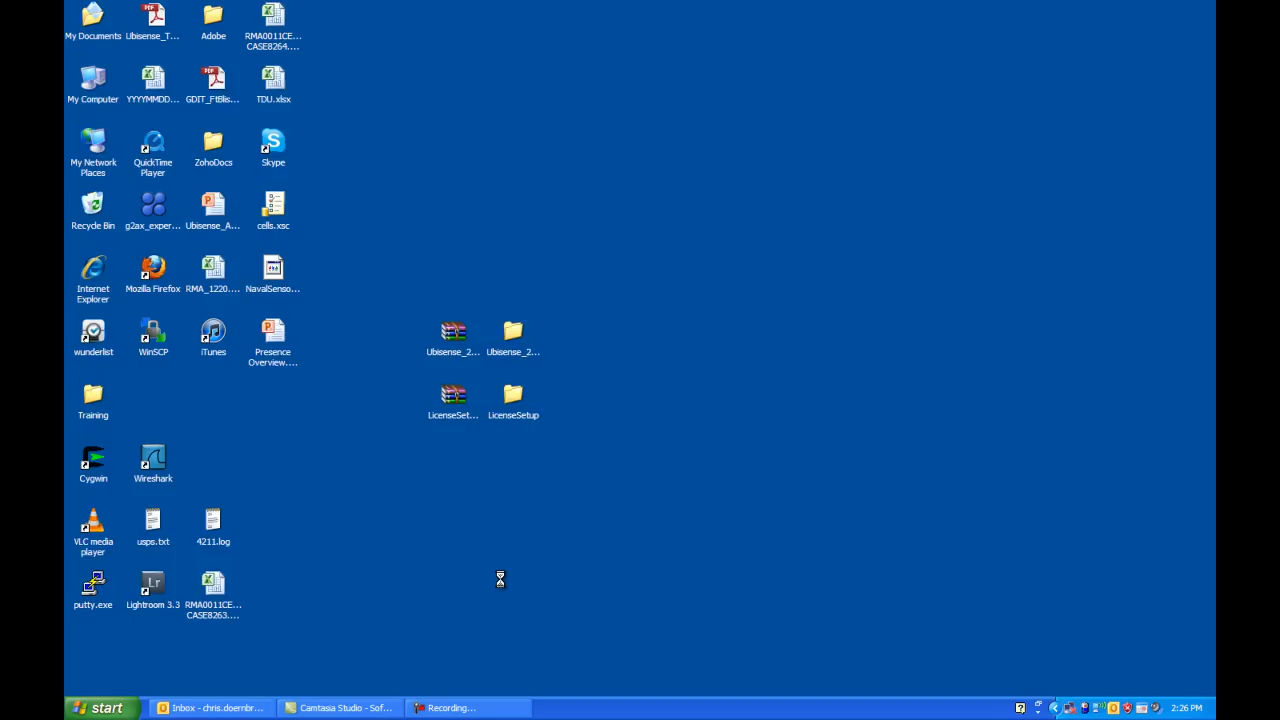 My Documents
Ubisense_T...
Adobe
RMA0011CE...
CASE8264....
My Computer
YYYYMMDD...
GDIT_FtBlis...
TDU.xlsx
My Network
Places
QuickTime
Player
ZohoDocs
Skype
Recycle Bin
g2ax_exper...
Ubisense_A...
cells.xsc
Internet
Explorer
Mozilla Firefox
RMA_1220....
NavalSenso...
wunderlist
WinSCP
iTunes
Presence
Overview....
Ubisense_2...
Ubisense_2...
Training
LicenseSet...
LicenseSetup
Cygwin
Wireshark
VLC media
player
usps.txt
4211.log
putty.exe
Lr
Lightroom 3.3
RMA0011CE...
CASE8263....
start
Inbox - chris.doernbr...
Camtasia Studio - Sof...
Recording...
2:26 PM